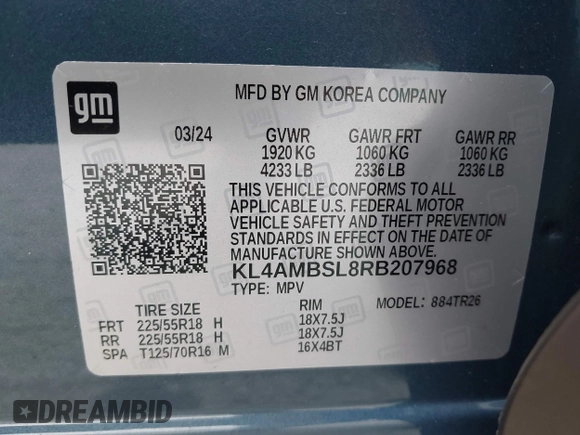 gm
MFD BY GM KOREA COMPANY
03/24 GVWR GAWR FRT GAWR RR
1920 KG 1060 KG 1060 KG
4233 LB 2336 LB 2336 LB
THIS VEHICLE CONFORMS TO ALL
APPLICABLE U.S. FEDERAL MOTOR
VEHICLE SAFETY AND THEFT PREVENTION
STANDARDS IN EFFECT ON THE DATE OF
MANUFACTURE SHOWN ABOVE.
KL4AMBSL8RB207968
TYPE: MPV
TIRE SIZE RIM MODEL: 884TR26
FRT 225/55R18 H 18X7.5J
RR 225/55R18 H 18X7.5J
SPA T125/70R16 M 16X4BT
DREAMBID